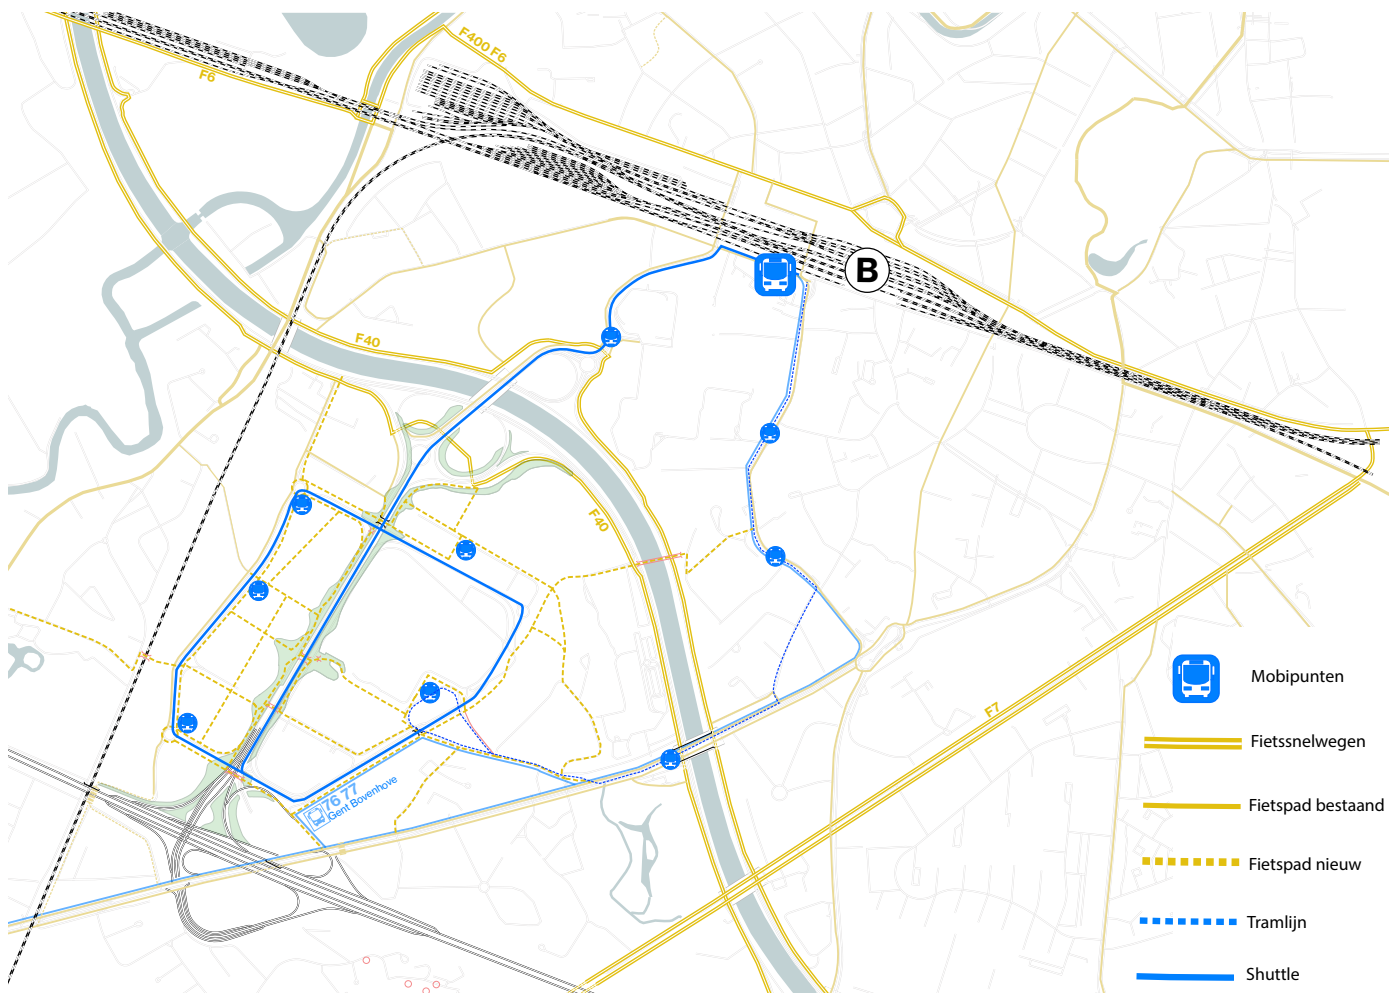 F400 F6
F6
B
F40
F40
F7
76 77
Gent Bovenhove
Mobipunten
Fietssnelwegen
Fietspad bestaand
Fietspad nieuw
Tramlijn
Shuttle